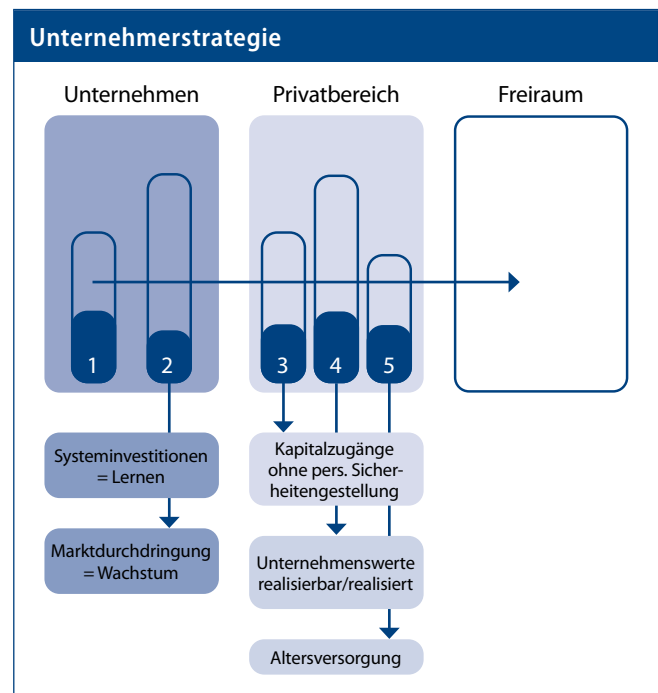 Unternehmerstrategie
Unternehmen
Privatbereich
Freiraum
1
2
3
4
5
Systeminvestitionen
= Lernen
Marktdurchdringung
= Wachstum
Kapitalzugänge
ohne pers. Sicher-
heitengestellung
Unternehmenswerte
realisierbar/realisiert
Altersversorgung